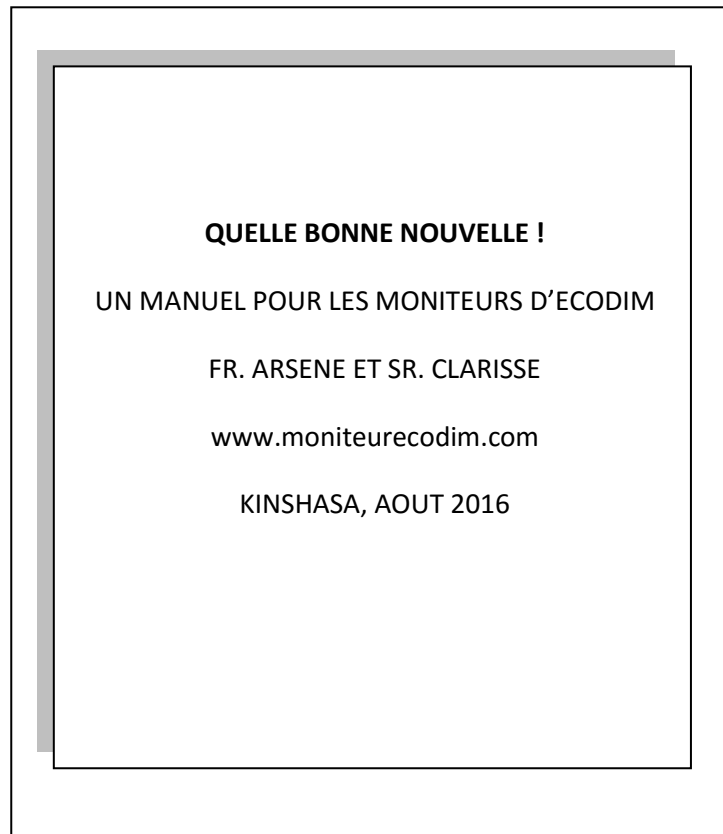 QUELLE BONNE NOUVELLE !
UN MANUEL POUR LES MONITEURS D’ECODIM
FR. ARSENE ET SR. CLARISSE
www.moniteurecodim.com
KINSHASA, AOUT 2016